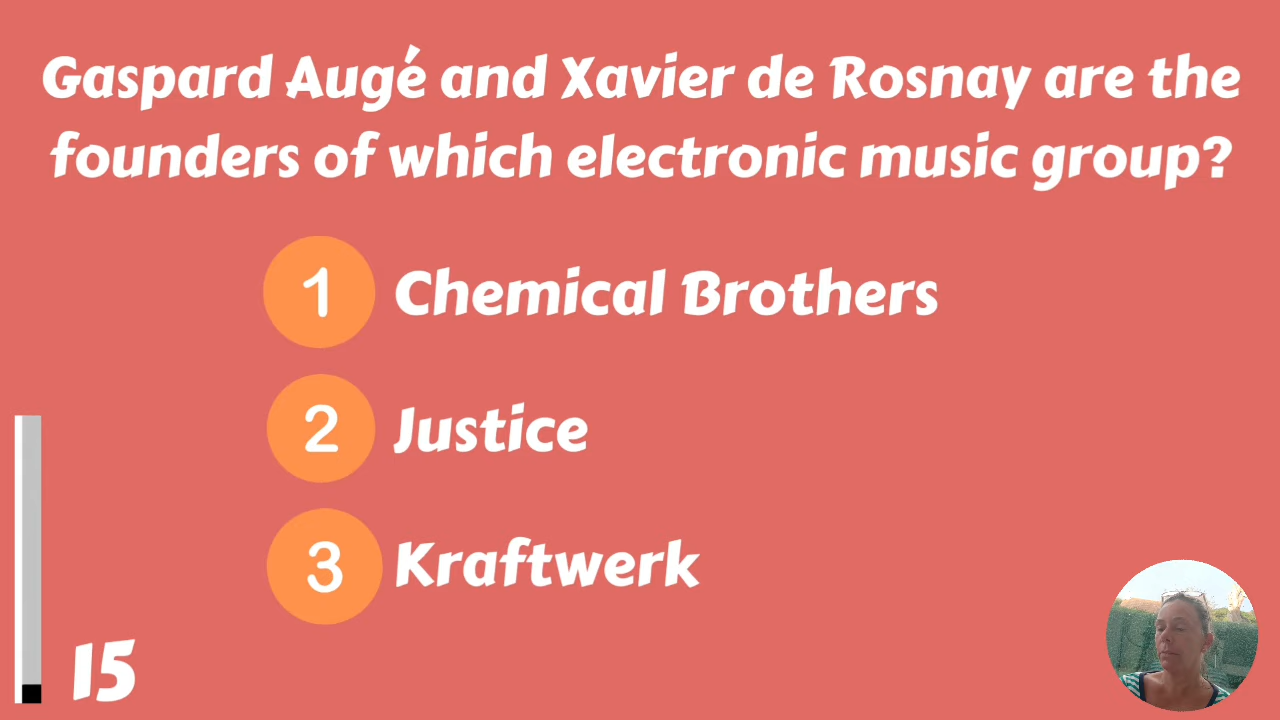 Gaspard Augé and Xavier de Rosnay are the
founders of which electronic music group?
1 Chemical Brothers
2 Justice
3 Kraftwerk
15